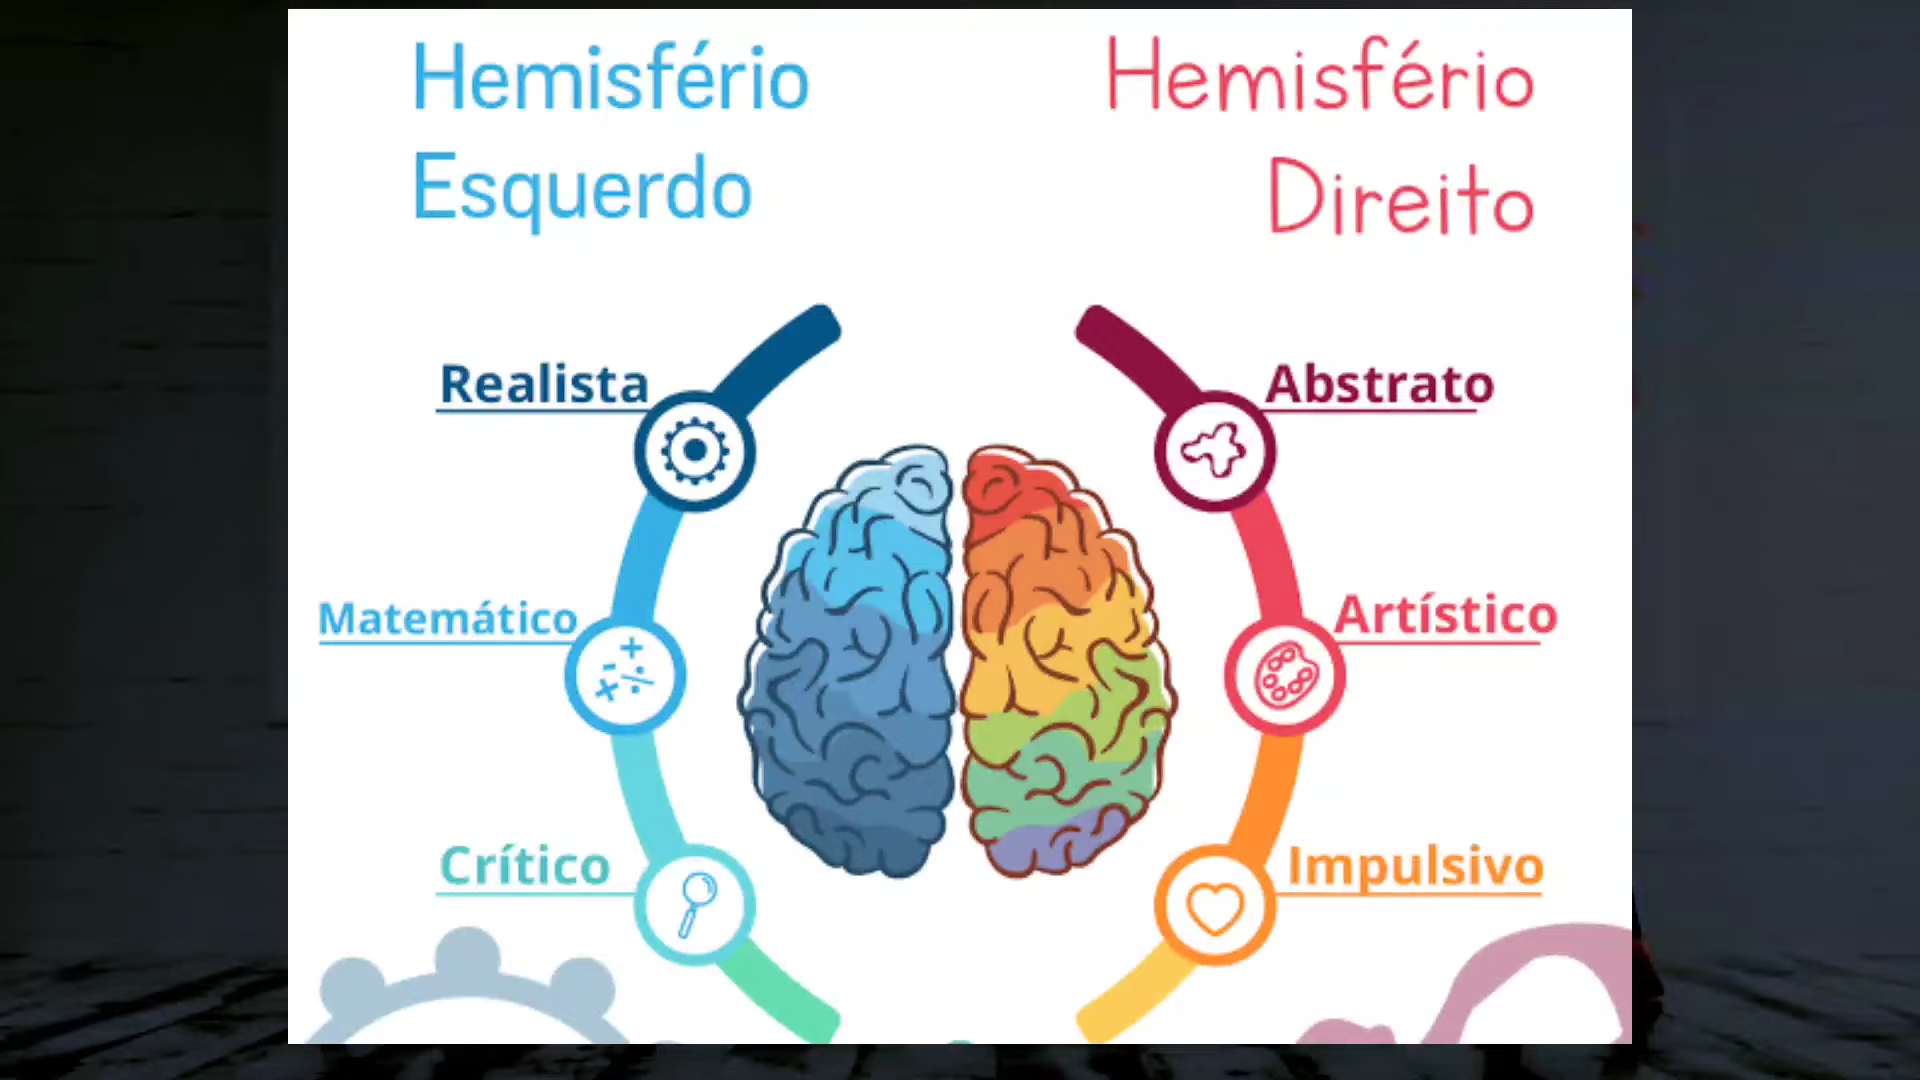 Hemisfério
Esquerdo
Hemisfério
Direito
Realista
Abstrato
Matemático
Artístico
Crítico
Impulsivo